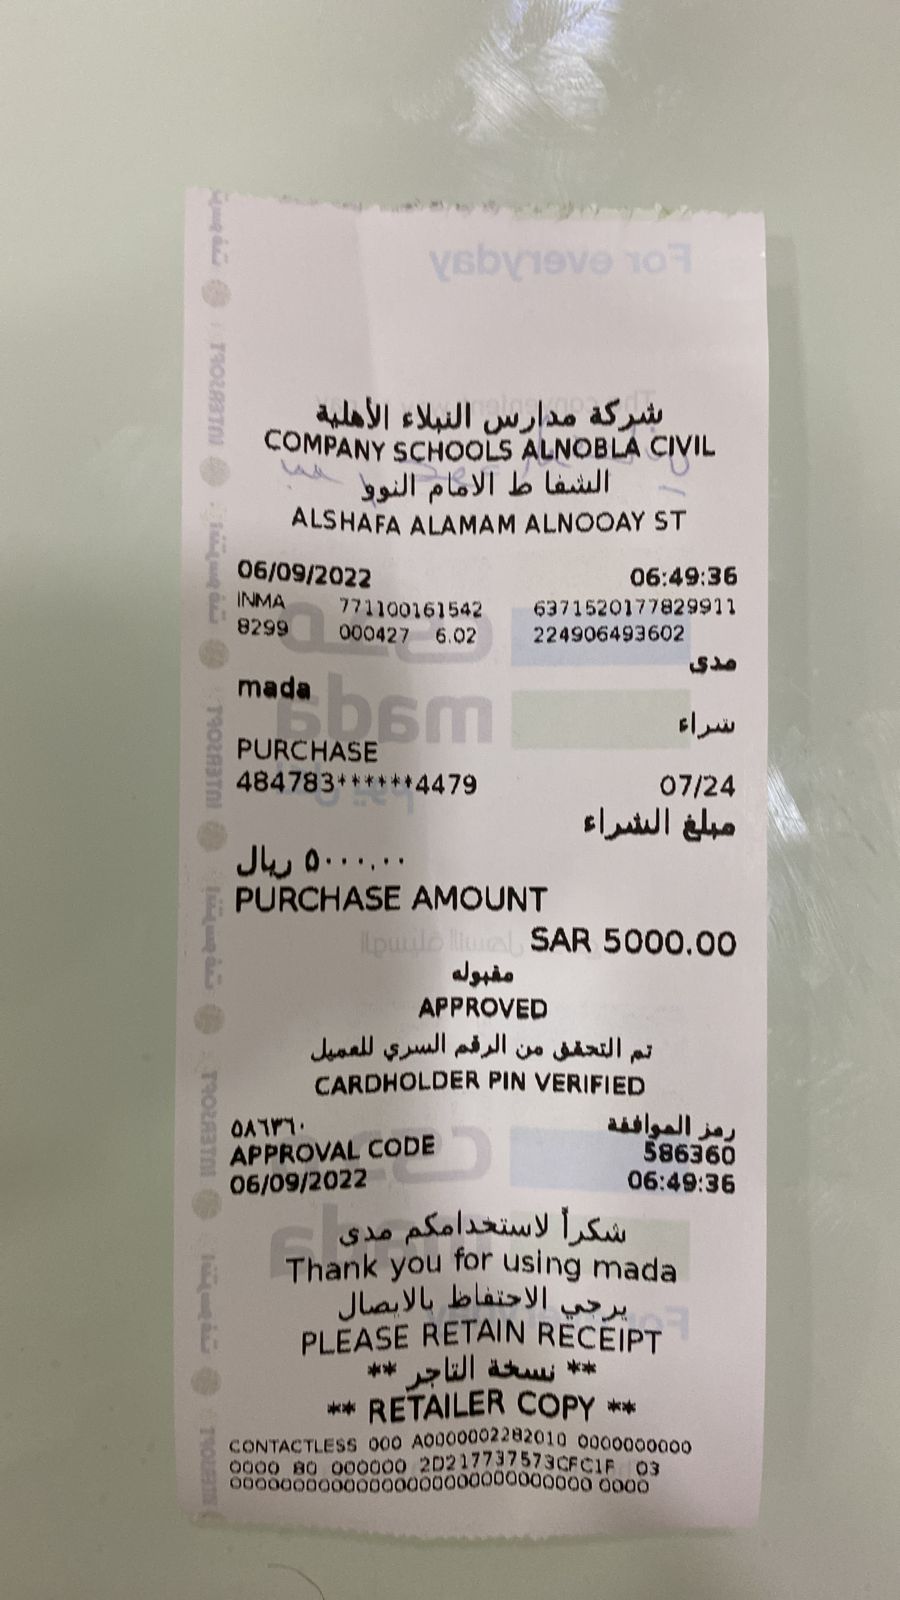 For everyday
شركة مدارس النبلاء الأهلية
COMPANY SCHOOLS ALNOBLA CIVIL
الشفا ط الامام النوو
ALSHAFA ALAMAM ALNOOAY ST
06/09/2022 06:49:36
INMA 771100161542 6371520177829911
8299 000427 6.02 224906493602
مدى
mada
شراء
PURCHASE
484783******4479 07/24
مبلغ الشراء
٥٠٠٠.٠٠ ريال
PURCHASE AMOUNT
SAR 5000.00
مقبوله
APPROVED
تم التحقق من الرقم السري للعميل
CARDHOLDER PIN VERIFIED
رمز الموافقة ٥٨٦٣٦٠
APPROVAL CODE 586360
06/09/2022 06:49:36
شكراً لاستخدامكم مدى
Thank you for using mada
يرجي الاحتفاظ بالايصال
PLEASE RETAIN RECEIPT
** نسخة التاجر **
** RETAILER COPY **
CONTACTLESS 000 A0000002282010 0000000000
0000 80 000000 2D217737573CFC1F 03
0000000000000000000000000000000 0000